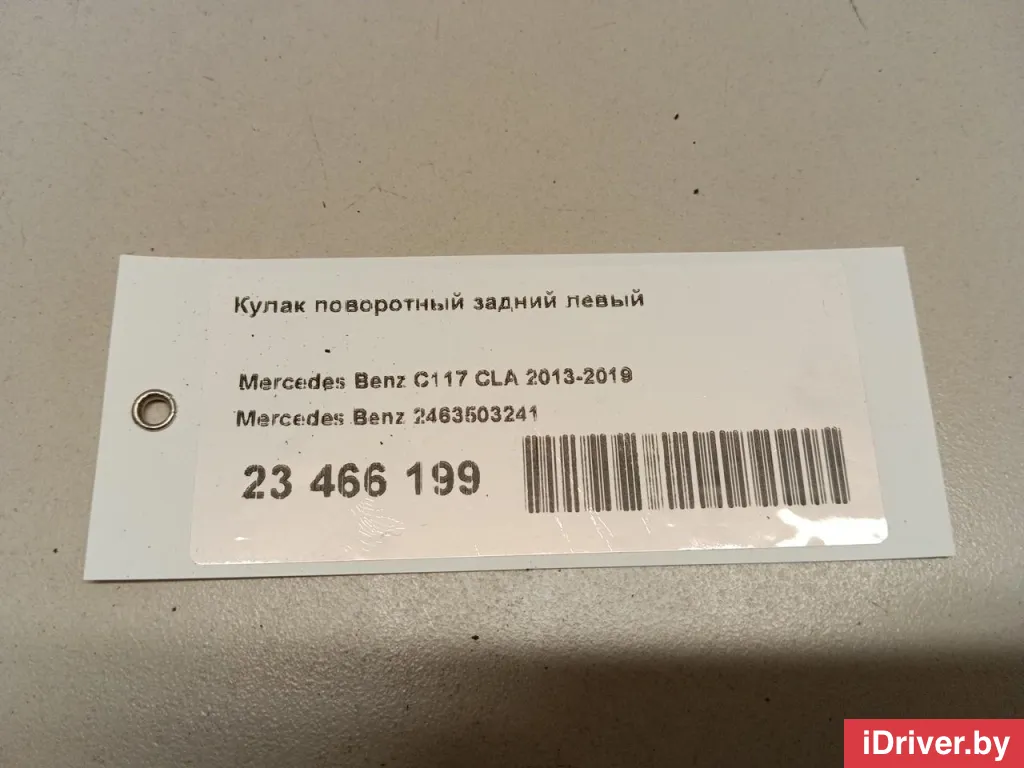 Кулак поворотный задний левый
Mercedes Benz C117 CLA 2013-2019
Mercedes Benz 2463503241
23 466 199
iDriver.by